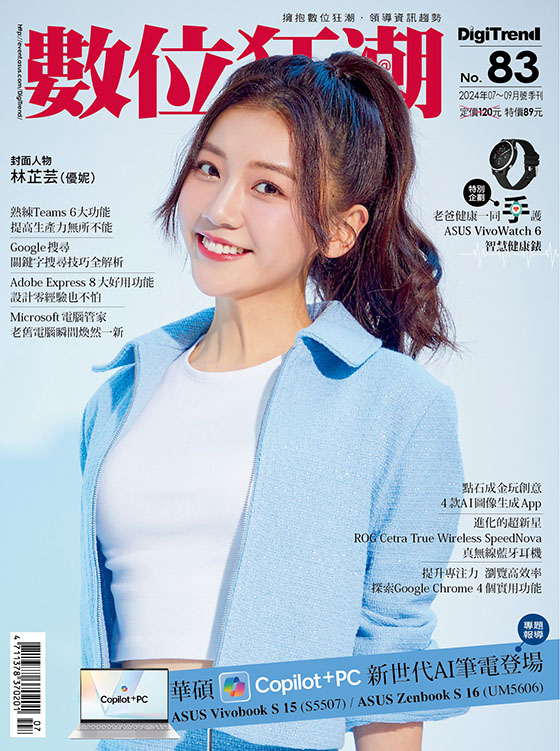 擁抱數位狂潮・領導資訊趨勢
數位狂潮
@
DigiTrend
No. 83
2024年07～09月號季刊
定價120元 特價89元
http://event.asus.com/DigiTrend/
封面人物
林芷芸(優妮)
熟練Teams 6大功能
提高生產力無所不能
Google搜尋
關鍵字搜尋技巧全解析
Adobe Express 8大好用功能
設計零經驗也不怕
Microsoft電腦管家
老舊電腦瞬間煥然一新
特別
企劃
老爸健康一同手護
ASUS VivoWatch 6
智慧健康錶
點石成金玩創意
4款AI圖像生成App
進化的超新星
ROG Cetra True Wireless SpeedNova
真無線藍牙耳機
提升專注力 瀏覽高效率
探索Google Chrome 4個實用功能
專題
報導
華碩 Copilot+PC 新世代AI筆電登場
ASUS Vivobook S 15 (S5507) / ASUS Zenbook S 16 (UM5606)
Copilot+PC
4711378370201
07